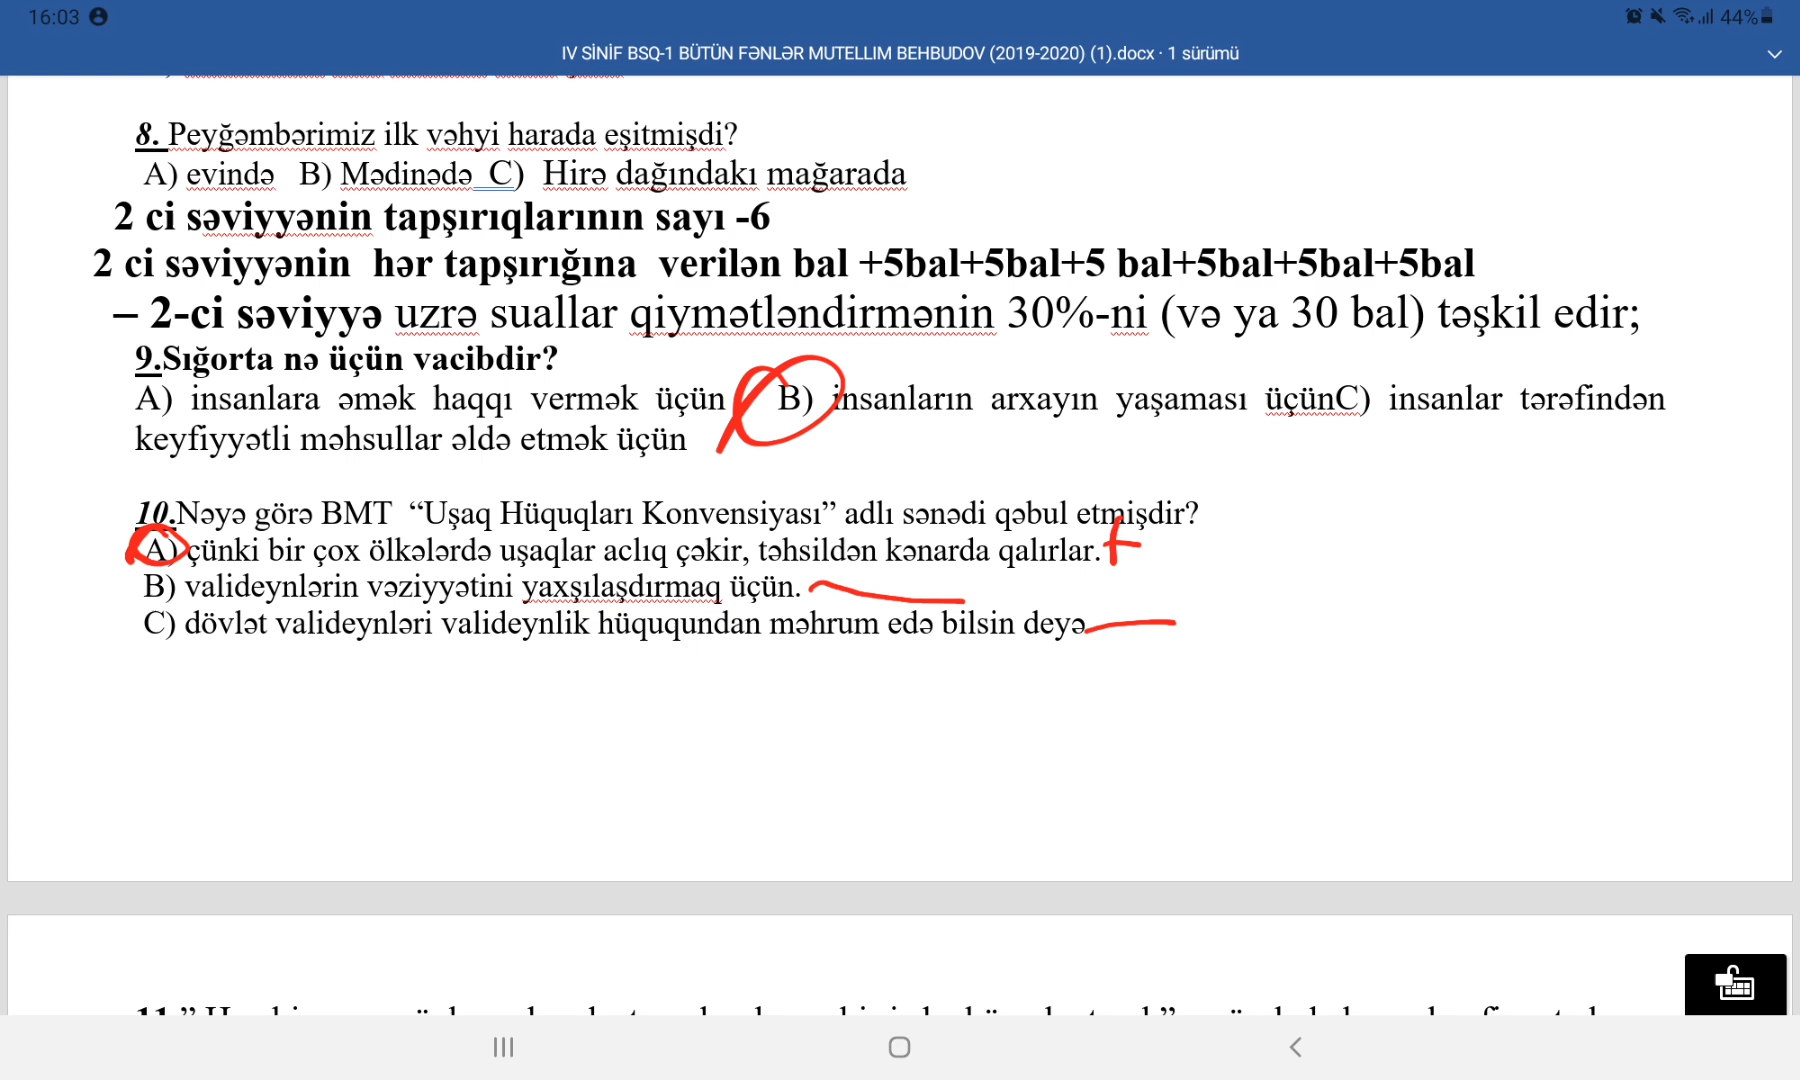 16:03
44%
IV SİNİF BSQ-1 BÜTÜN FƏNLƏR MUTELLIM BEHBUDOV (2019-2020) (1).docx · 1 sürümü
8. Peyğəmbərimiz ilk vəhyi harada eşitmişdi?
A) evində B) Mədinədə C) Hirə dağındakı mağarada
2 ci səviyyənin tapşırıqlarının sayı -6
2 ci səviyyənin hər tapşırığına verilən bal +5bal+5bal+5 bal+5bal+5bal+5bal
– 2-ci səviyyə uzrə suallar qiymətləndirmənin 30%-ni (və ya 30 bal) təşkil edir;
9.Sığorta nə üçün vacibdir?
A) insanlara əmək haqqı vermək üçün B) insanların arxayın yaşaması üçünC) insanlar tərəfindən
keyfiyyətli məhsullar əldə etmək üçün
10.Nəyə görə BMT “Uşaq Hüquqları Konvensiyası” adlı sənədi qəbul etmişdir?
A) çünki bir çox ölkələrdə uşaqlar aclıq çəkir, təhsildən kənarda qalırlar. +
B) valideynlərin vəziyyətini yaxşılaşdırmaq üçün.
C) dövlət valideynləri valideynlik hüququndan məhrum edə bilsin deyə